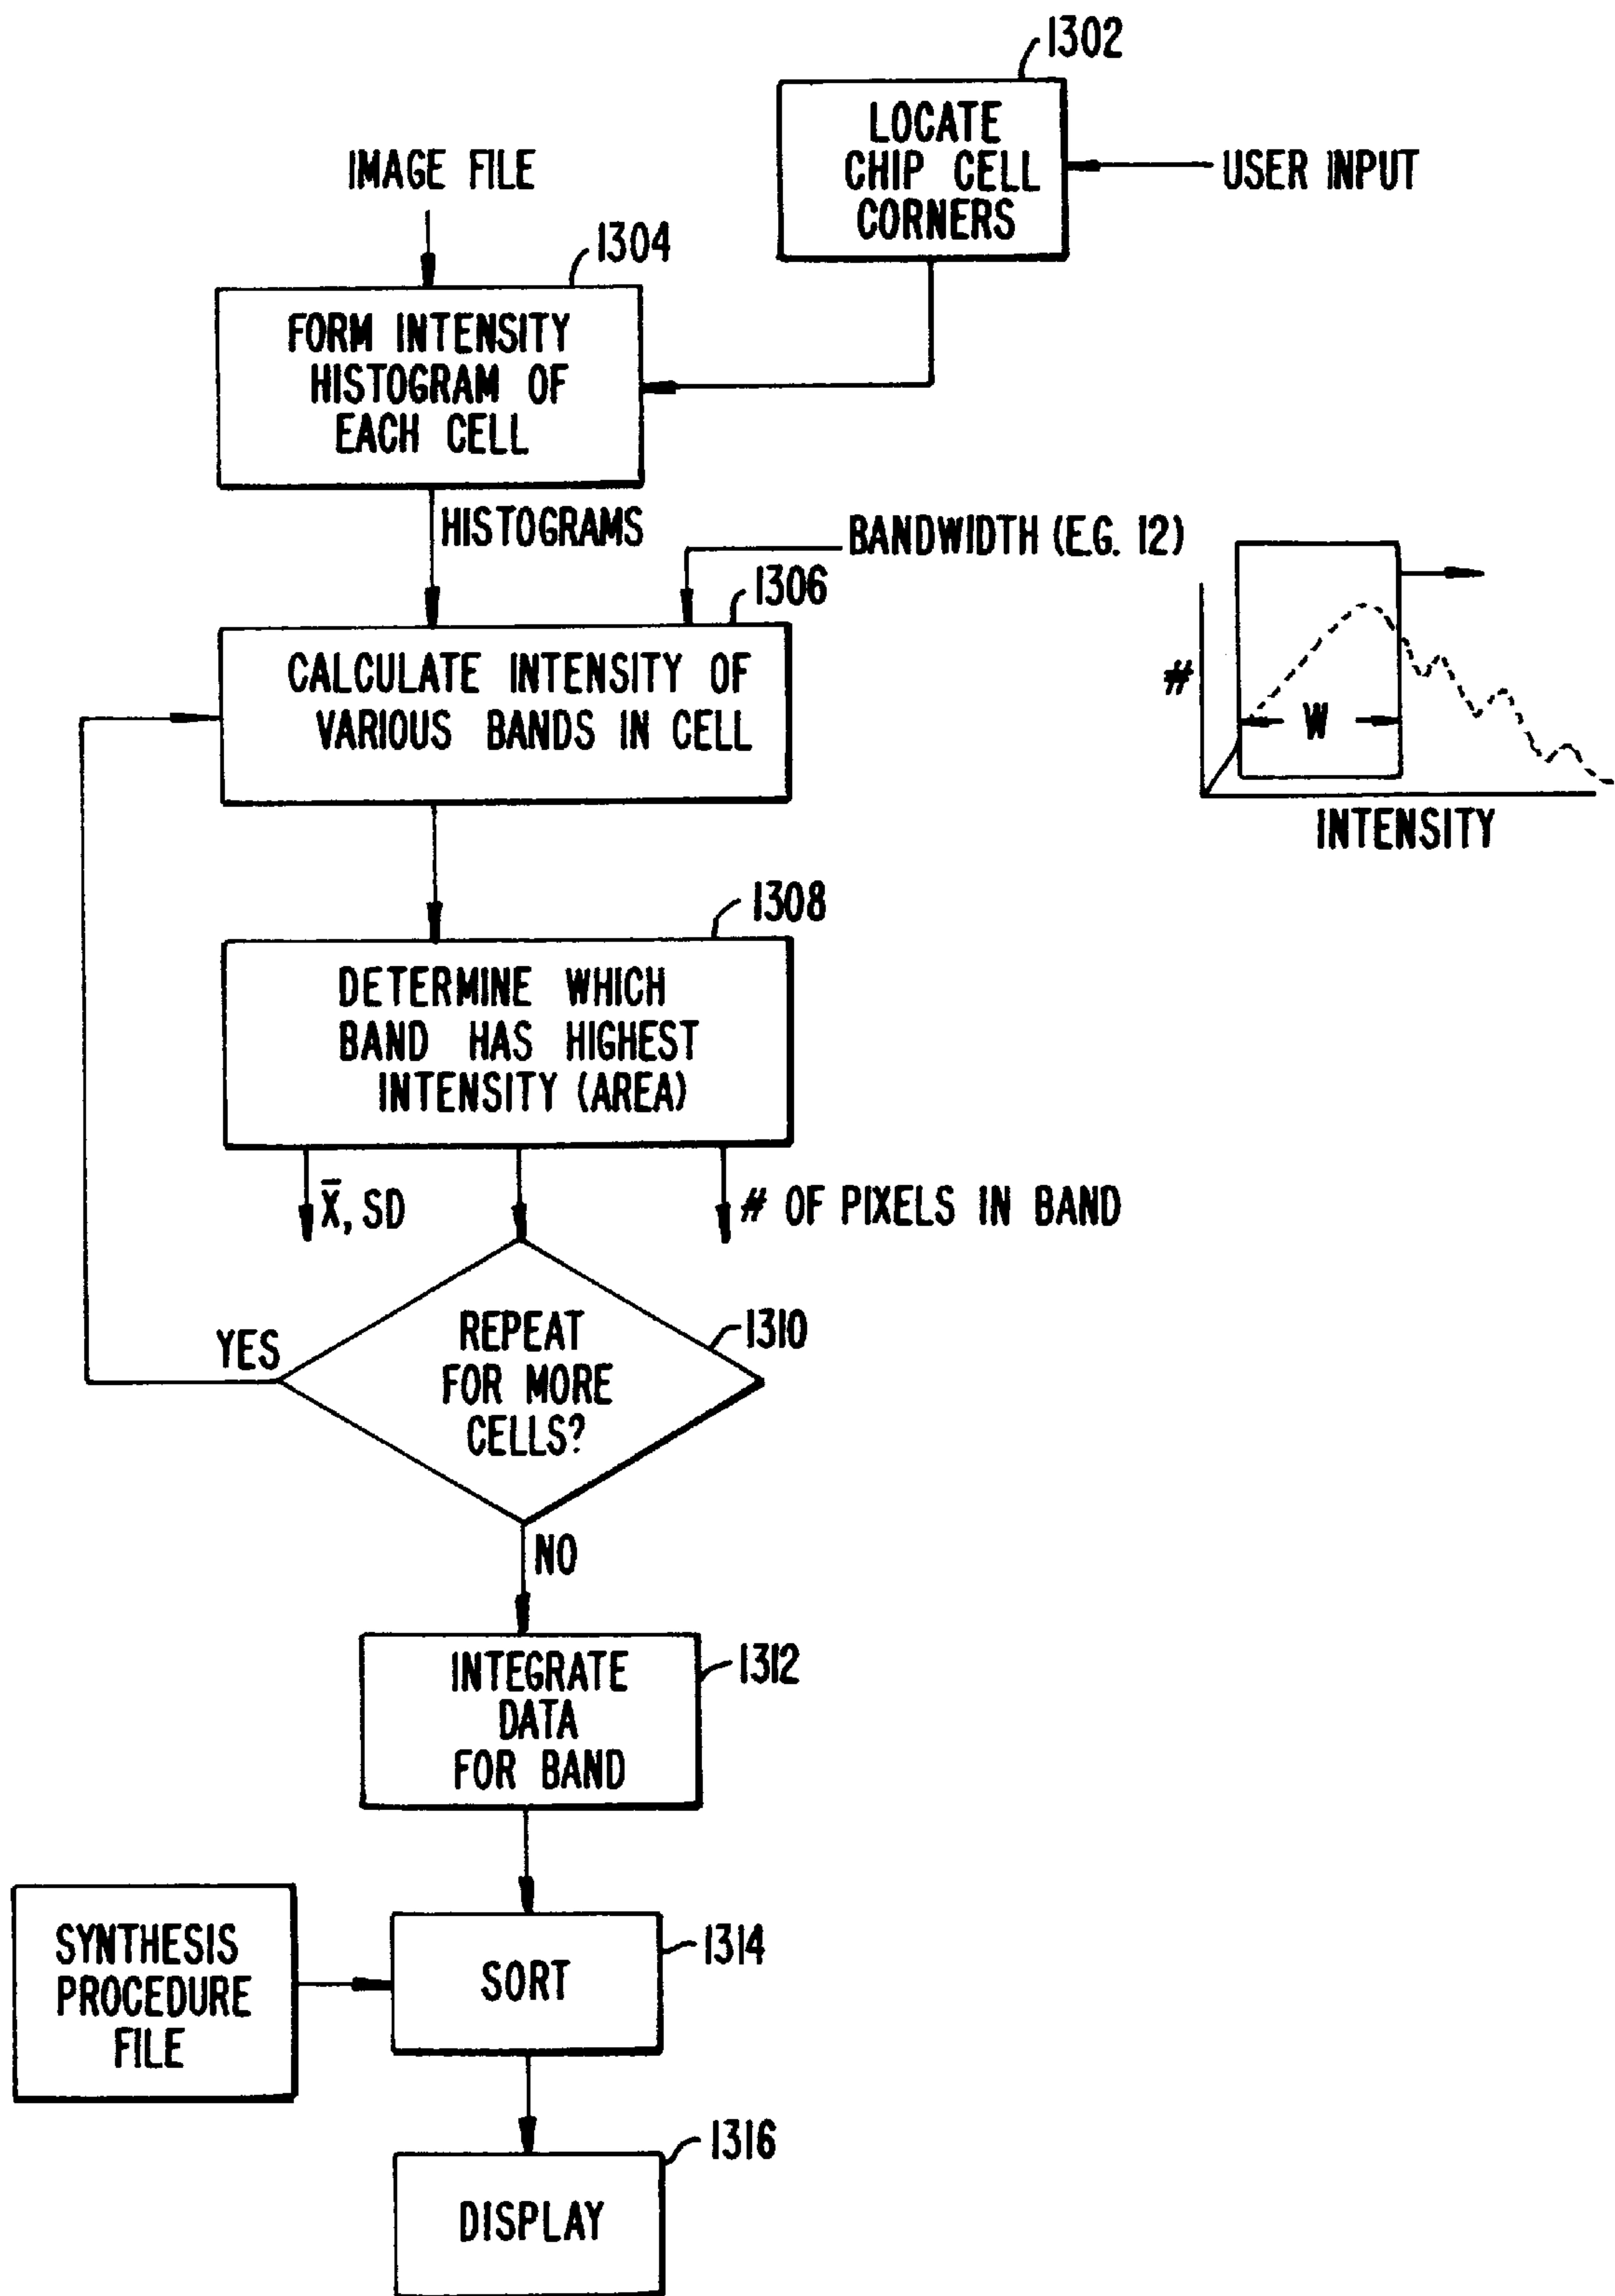 1302
LOCATE
CHIP CELL
CORNERS
USER INPUT
IMAGE FILE
1304
FORM INTENSITY
HISTOGRAM OF
EACH CELL
HISTOGRAMS
BANDWIDTH (E.G. 12)
1306
CALCULATE INTENSITY OF
VARIOUS BANDS IN CELL
#
W
INTENSITY
1308
DETERMINE WHICH
BAND HAS HIGHEST
INTENSITY (AREA)
X̄, SD
# OF PIXELS IN BAND
1310
REPEAT
FOR MORE
CELLS?
YES
NO
1312
INTEGRATE
DATA
FOR BAND
SYNTHESIS
PROCEDURE
FILE
1314
SORT
1316
DISPLAY